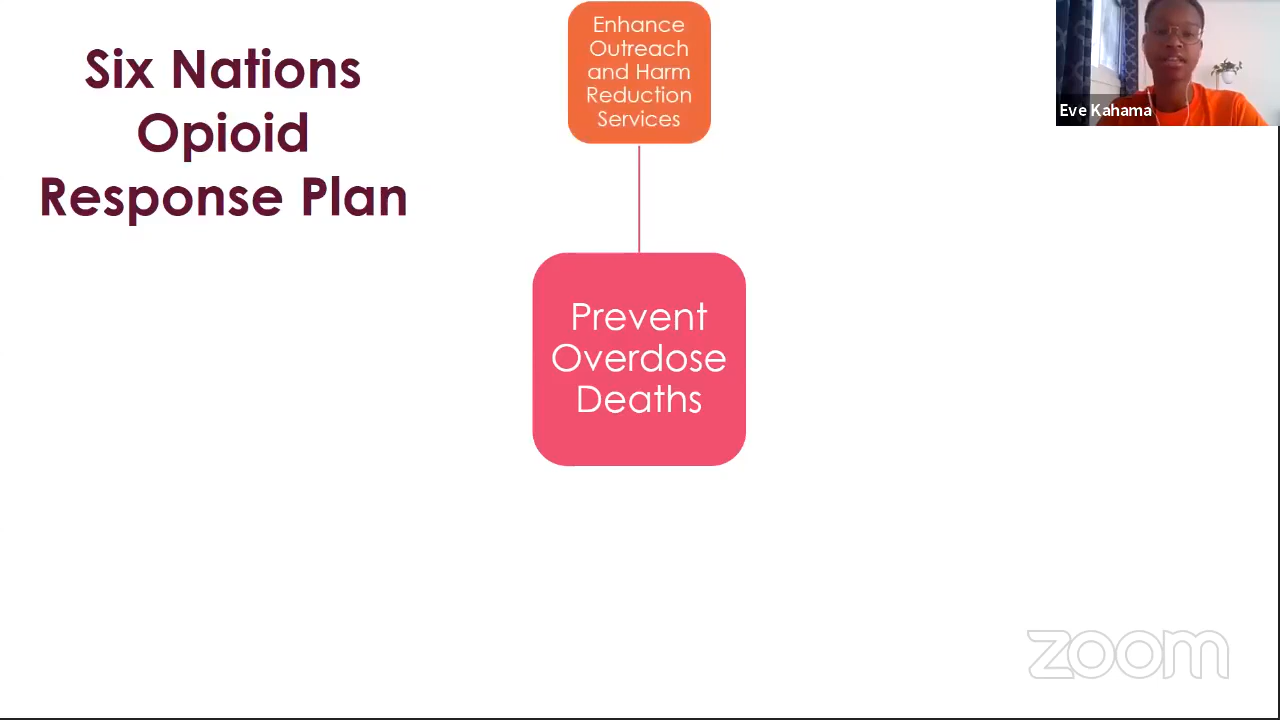 Six Nations
Opioid
Response Plan
Enhance
Outreach
and Harm
Reduction
Services
Eve Kahama
Prevent
Overdose
Deaths
zoom